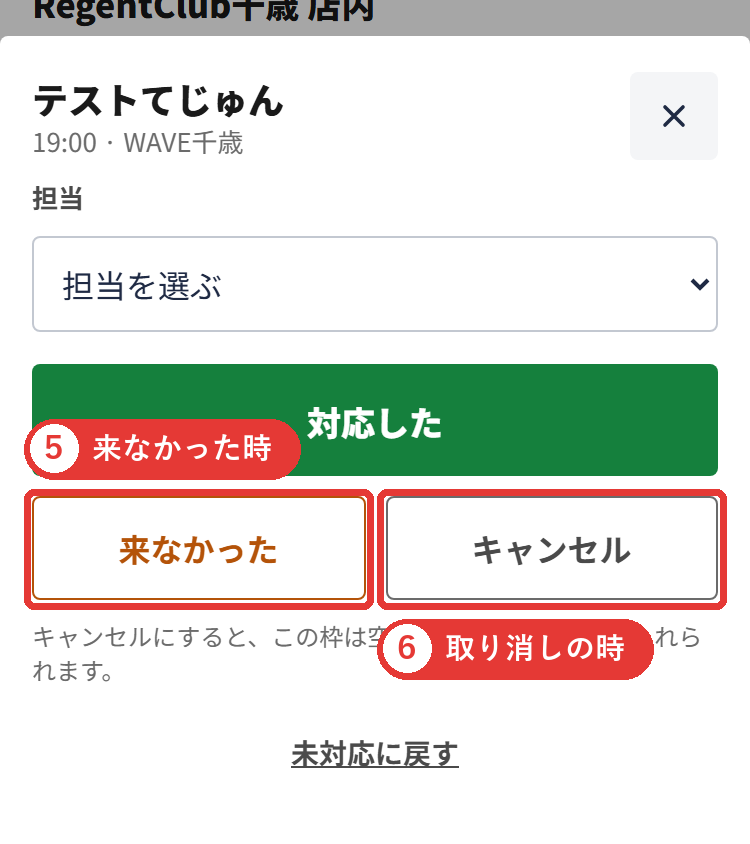 RegentClub千歳 店内
テストてじゅん
19:00 · WAVE千歳
担当
担当を選ぶ
対応した
5 来なかった時
来なかった
キャンセル
キャンセルにすると、この枠は空
れら
れます。
6 取り消しの時
未対応に戻す